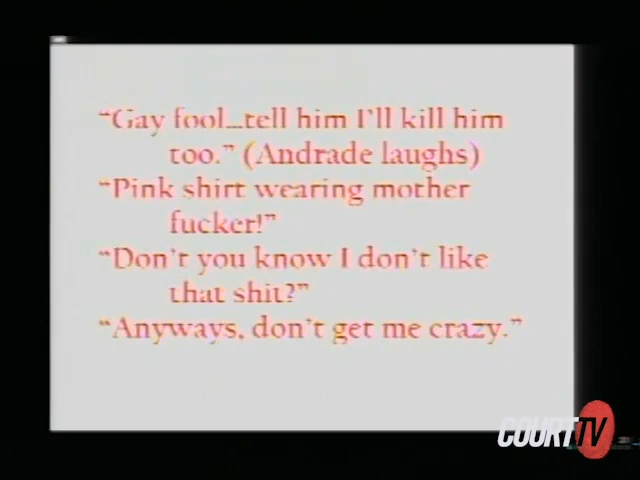 “Gay fool...tell him I'll kill him
too.” (Andrade laughs)
“Pink shirt wearing mother
fucker!”
“Don't you know I don't like
that shit?”
“Anyways, don't get me crazy.”
COURT TV